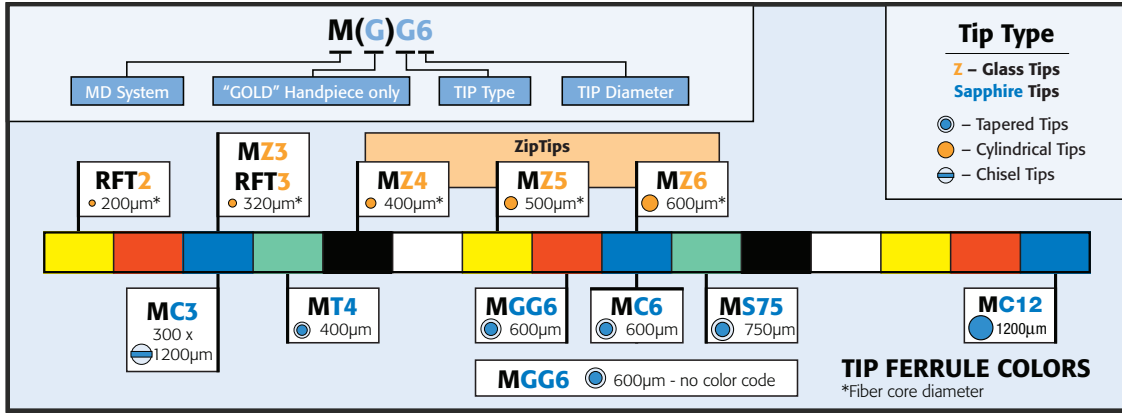 M(G)G6
MD System
"GOLD" Handpiece only
TIP Type
TIP Diameter
Tip Type
Z – Glass Tips
Sapphire Tips
– Tapered Tips
– Cylindrical Tips
– Chisel Tips
ZipTips
RFT2
200µm*
MZ3
RFT3
320µm*
MZ4
400µm*
MZ5
500µm*
MZ6
600µm*
MC3
300 x
1200µm
MT4
400µm
MGG6
600µm
MC6
600µm
MS75
750µm
MC12
1200µm
MGG6 600µm - no color code
TIP FERRULE COLORS
*Fiber core diameter